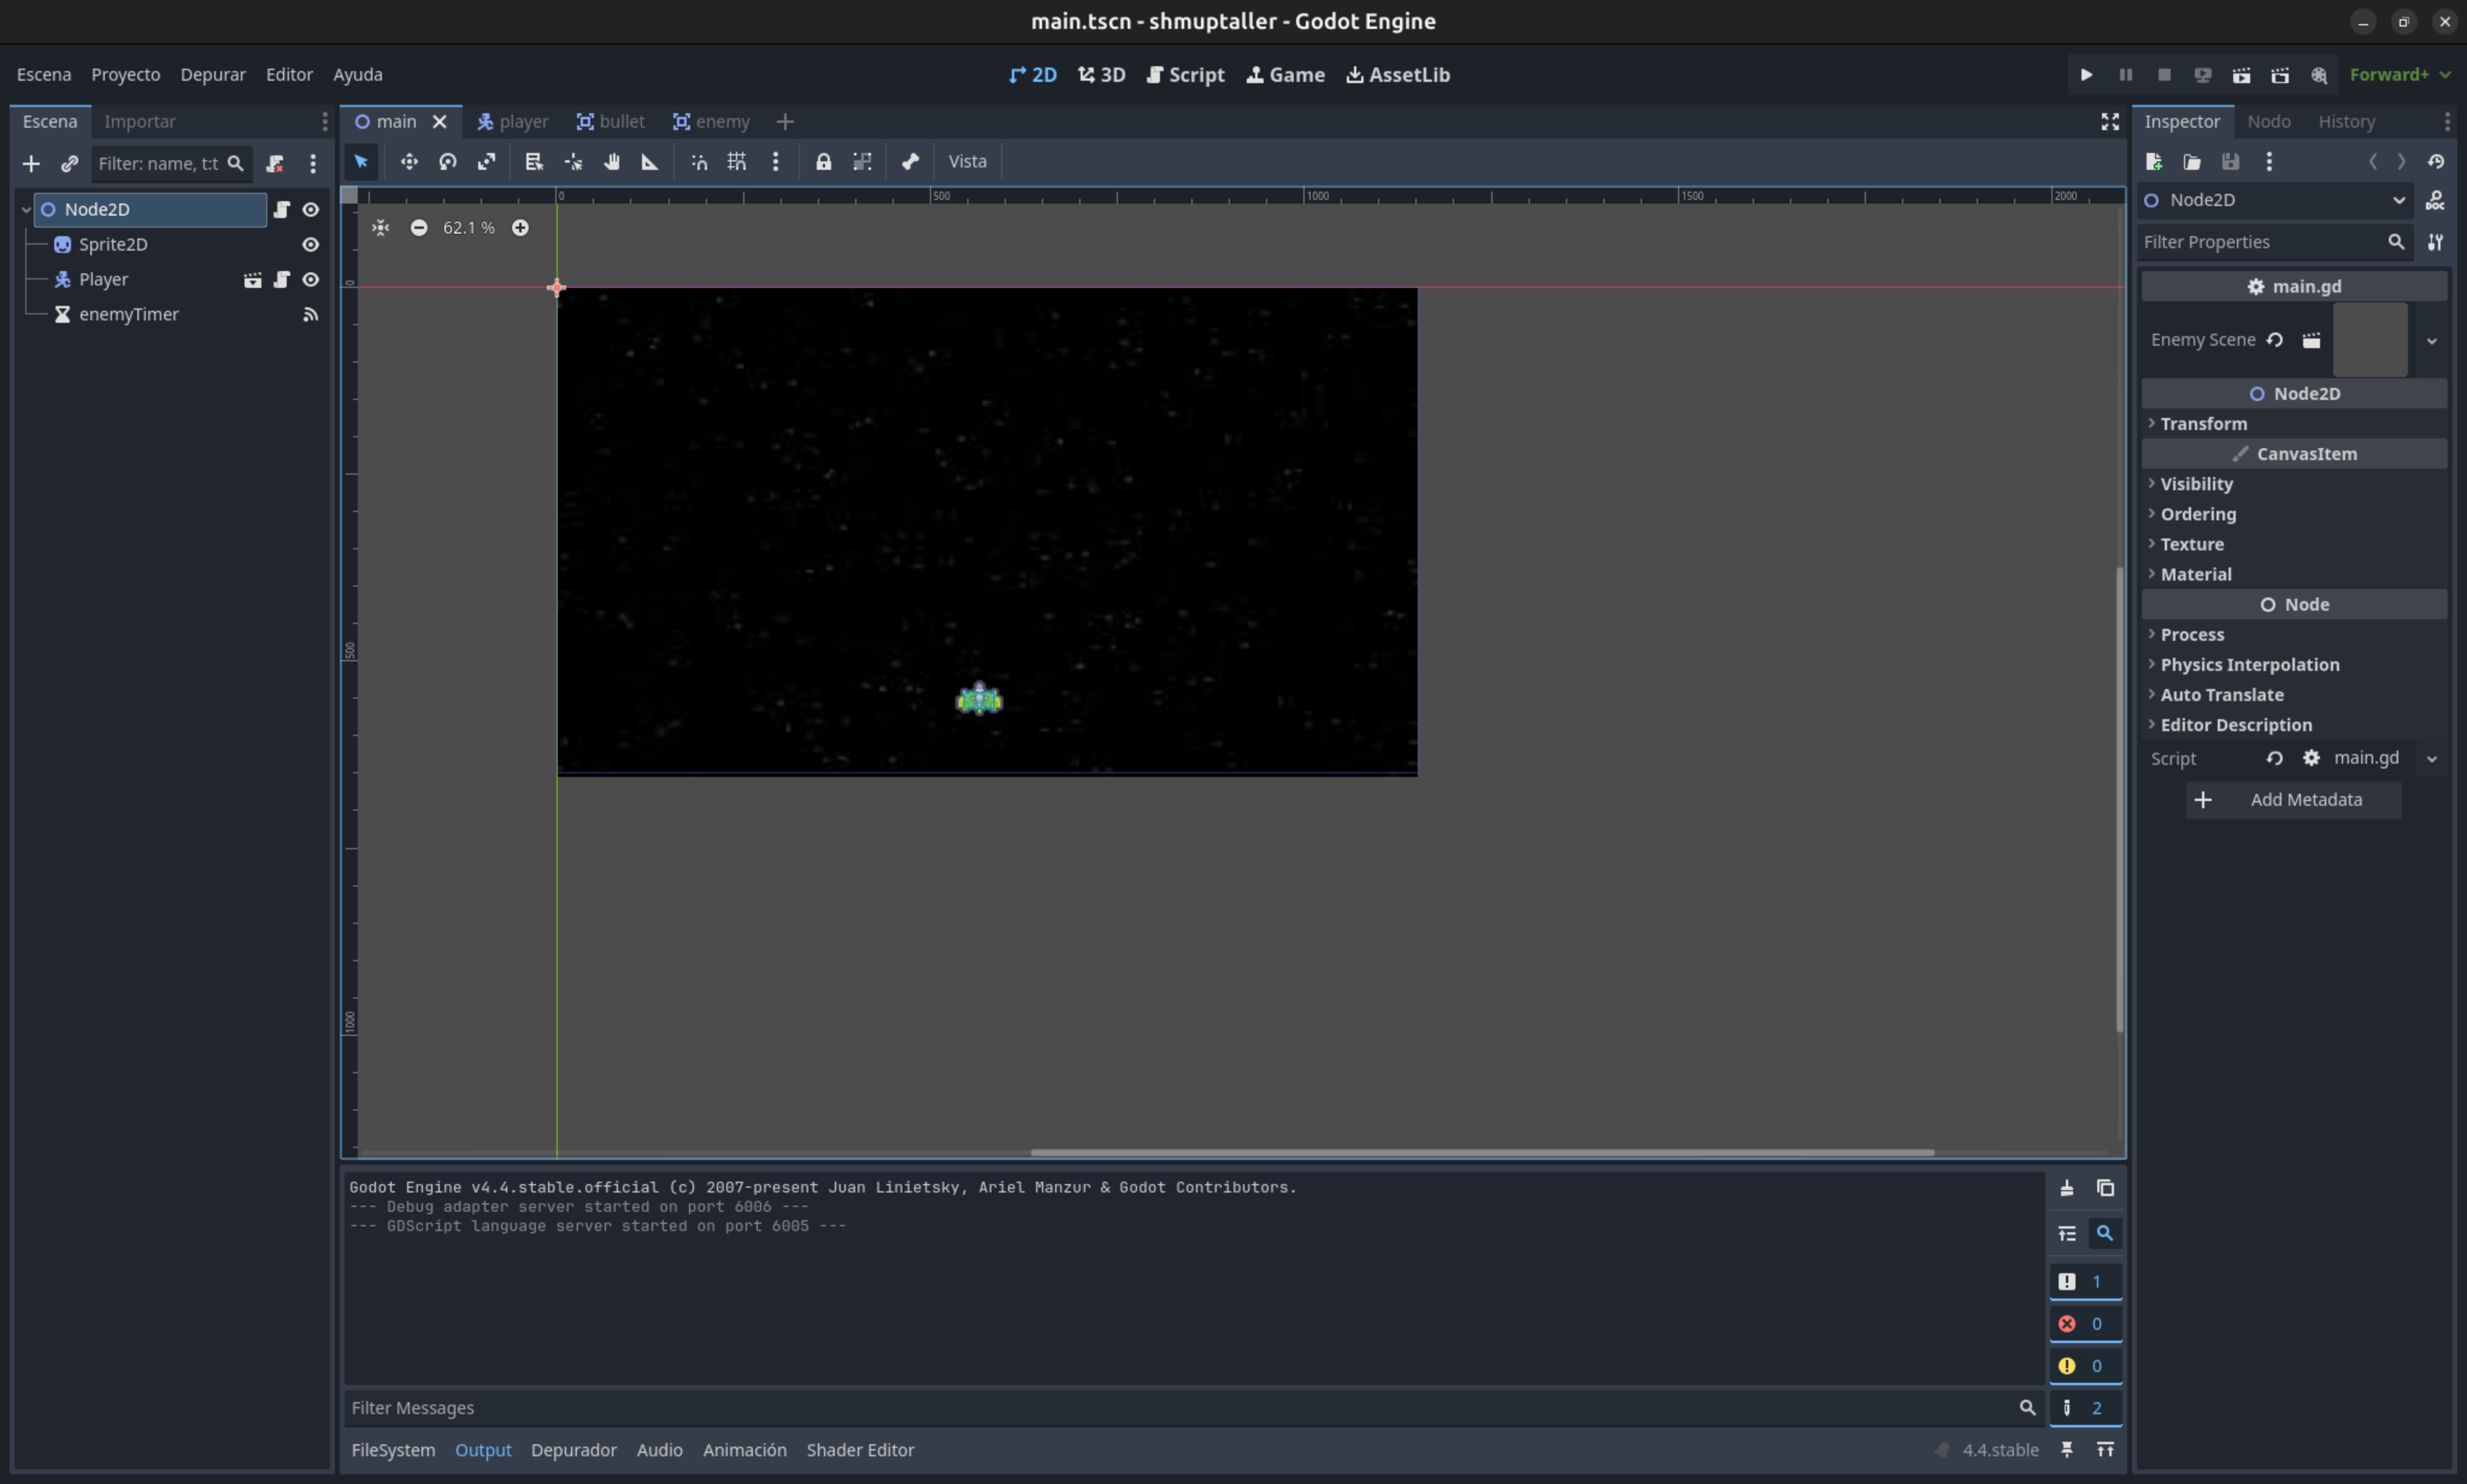 main.tscn - shmuptaller - Godot Engine
Escena Proyecto Depurar Editor Ayuda
2D 3D Script Game AssetLib
Forward+
Escena Importar
main player bullet enemy
Inspector Nodo History
Filter: name, t:t
Vista
Node2D
Sprite2D
Player
enemyTimer
0 500 1000 1500 2000
62.1 %
0
500
1000
Node2D
Filter Properties
main.gd
Enemy Scene
Node2D
Transform
CanvasItem
Visibility
Ordering
Texture
Material
Node
Process
Physics Interpolation
Auto Translate
Editor Description
Script main.gd
Add Metadata
Godot Engine v4.4.stable.official (c) 2007-present Juan Linietsky, Ariel Manzur & Godot Contributors.
--- Debug adapter server started on port 6006 ---
--- GDScript language server started on port 6005 ---
1
0
0
2
Filter Messages
FileSystem Output Depurador Audio Animación Shader Editor
4.4.stable